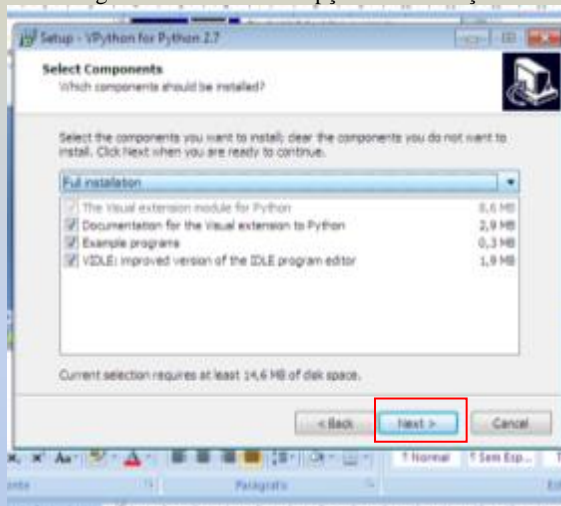 Setup - VPython for Python 2.7
Select Components
Which components should be installed?
Select the components you want to install; clear the components you do not want to
install. Click Next when you are ready to continue.
Full installation
The Visual extension module for Python 8,6 MB
Documentation for the Visual extension to Python 2,9 MB
Example programs 0,3 MB
VIDLE: improved version of the IDLE program editor 1,9 MB
Current selection requires at least 14,6 MB of disk space.
< Back Next > Cancel
Normal Sem Esp...
Parágrafo